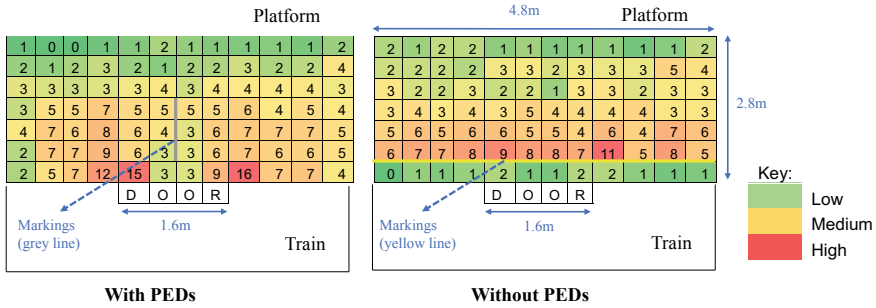 Platform
1 0 0 1 1 2 1 1 1 1 1 2
2 1 2 3 2 1 2 2 3 2 2 4
3 3 3 3 3 4 3 4 4 4 4 3
3 5 5 7 5 5 5 5 6 4 5 4
4 7 6 8 6 4 3 6 7 7 7 5
2 7 7 9 6 3 3 6 7 6 6 5
2 5 7 12 15 3 3 9 16 7 7 4
D O O R
Markings
(grey line)
1.6m
Train
With PEDs
4.8m
Platform
2 1 2 2 1 1 1 1 1 1 1 2
2 2 2 2 3 3 2 3 3 3 5 4
3 2 2 3 2 2 1 3 3 2 3 3
3 3 3 3 4 5 4 4 4 4 3 3
5 6 5 6 6 5 5 4 6 4 7 6
6 7 7 8 9 8 8 7 11 5 8 5
0 1 1 1 2 1 1 2 2 1 1 1
2.8m
D O O R
Markings
(yellow line)
1.6m
Train
Without PEDs
Key:
Low
Medium
High